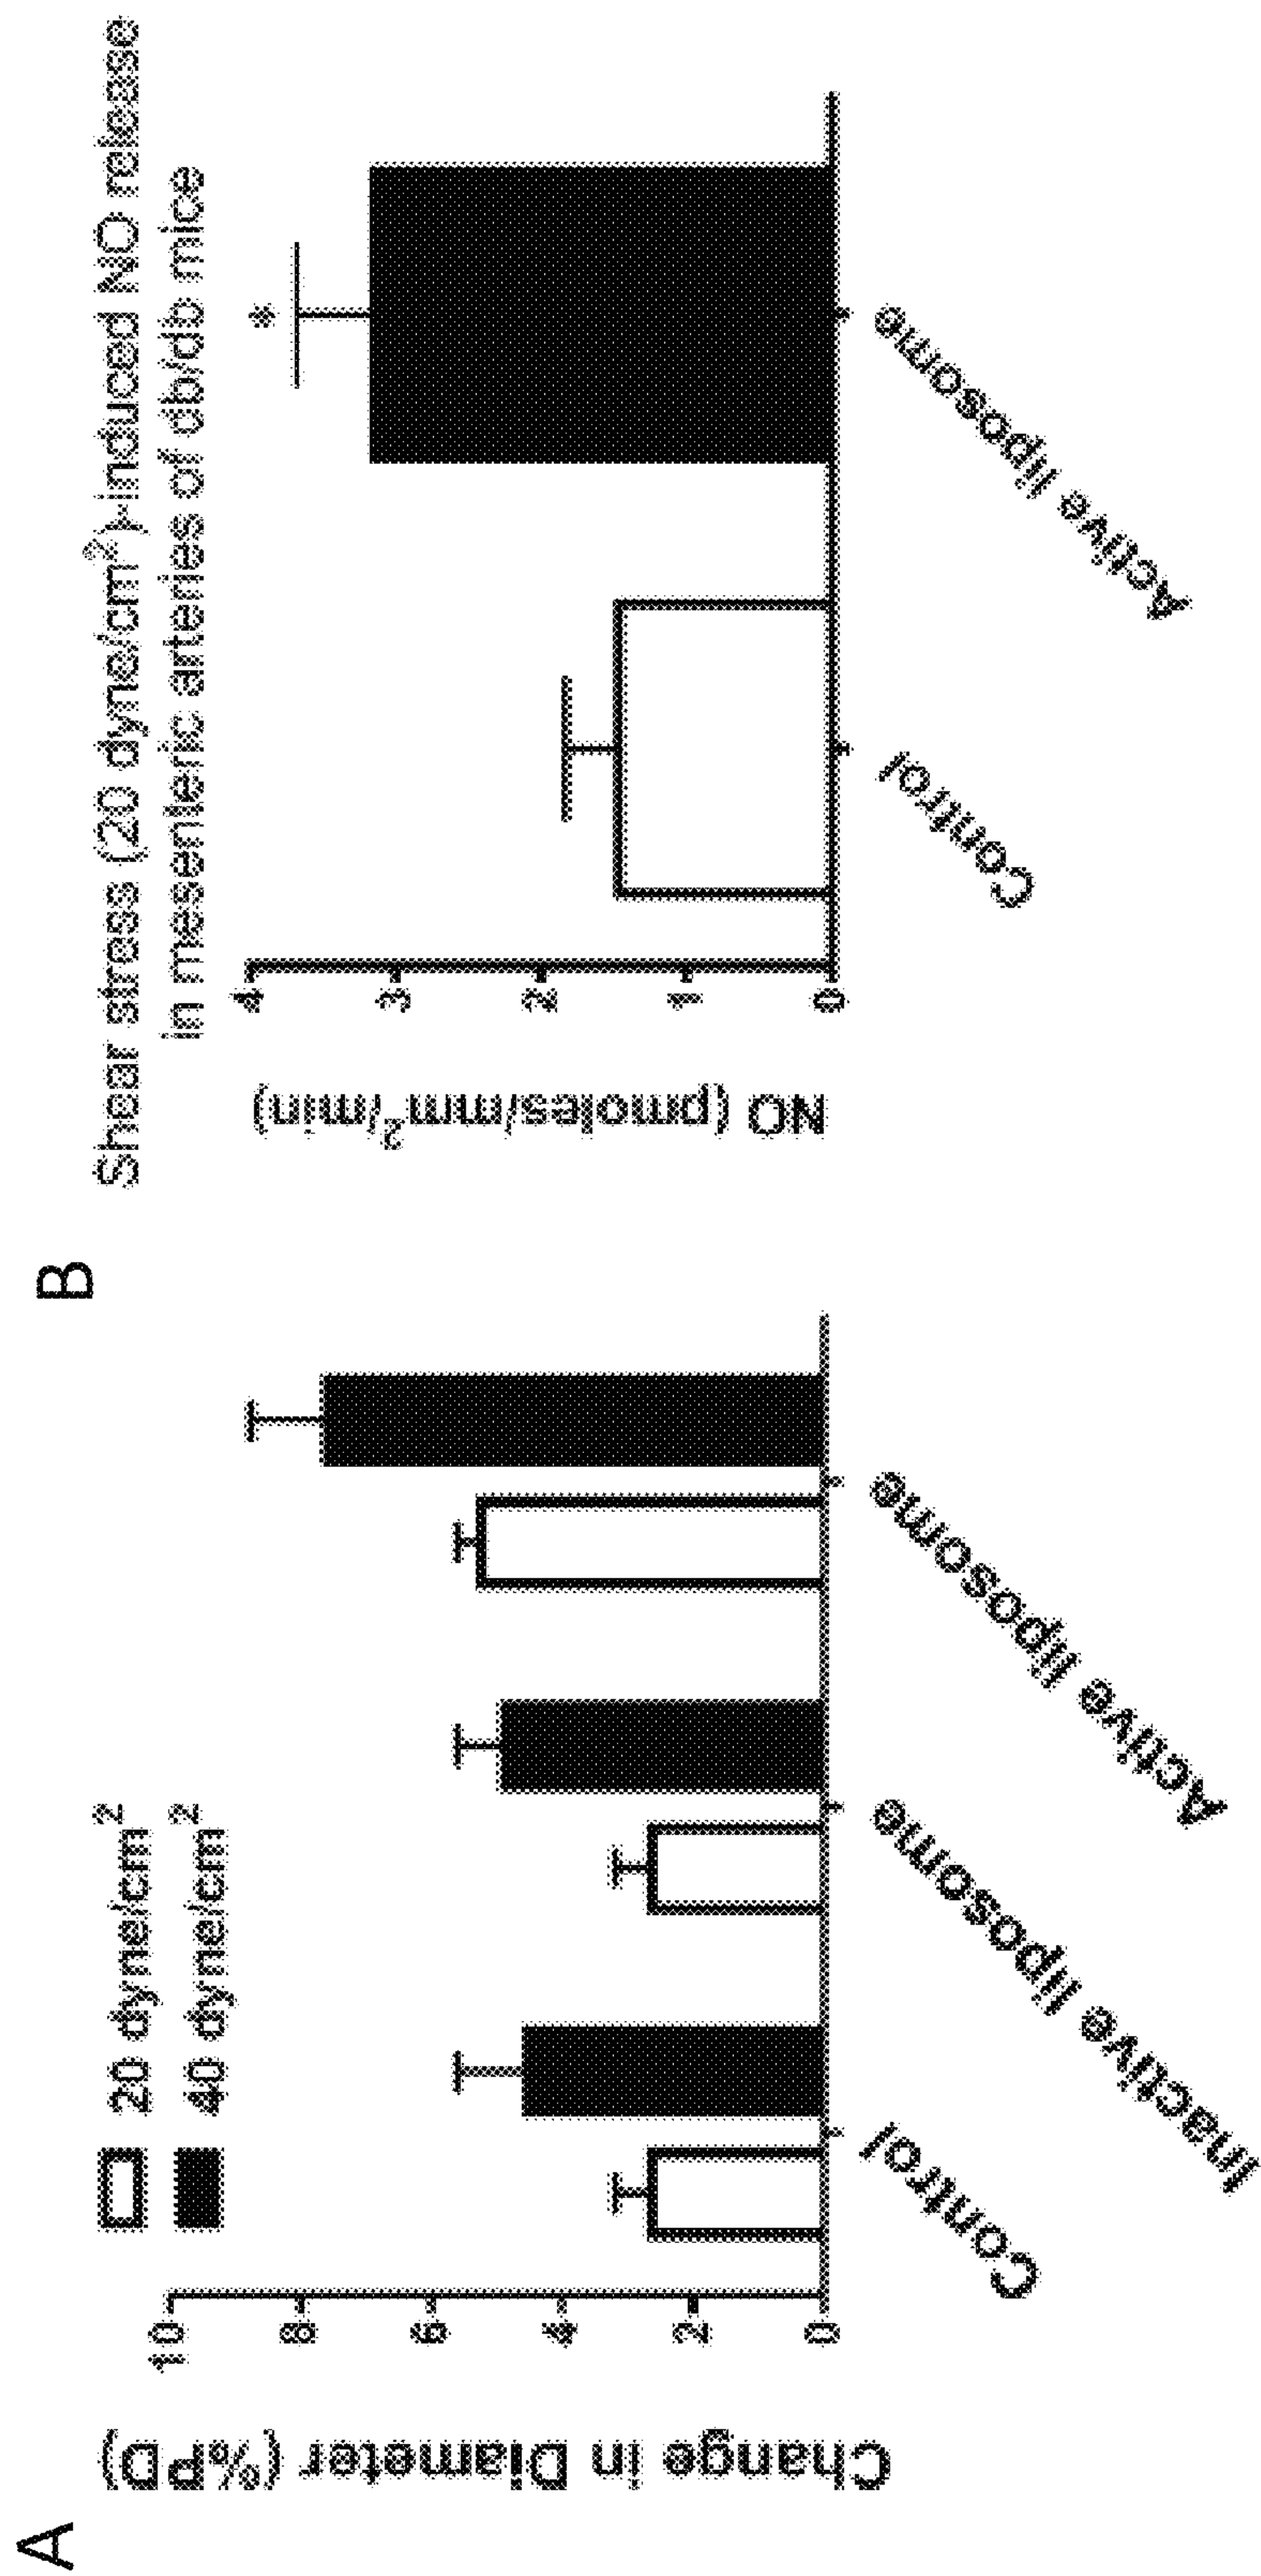 A
Change in Diameter (%PD)
10
8
6
4
2
0
20 dyne/cm²
40 dyne/cm²
Control
Inactive liposome
Active liposome
B
Shear stress (20 dyne/cm²)-induced NO release
in mesenteric arteries of db/db mice
NO (pmoles/mm²/min)
4
3
2
1
0
*
Control
Active liposome